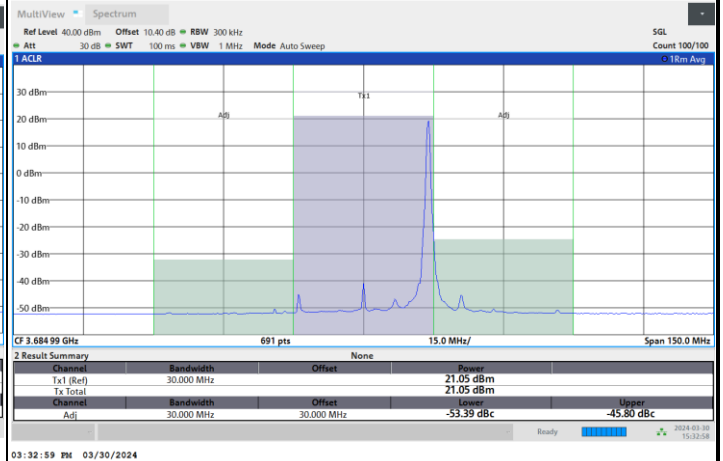 MultiView Spectrum
Ref Level 40.00 dBm Offset 10.40 dB RBW 300 kHz SGL
Att 30 dB SWT 100 ms VBW 1 MHz Mode Auto Sweep Count 100/100
1 ACLR 1Rm Avg
30 dBm
Tx1
20 dBm Adj Adj
10 dBm
0 dBm
-10 dBm
-20 dBm
-30 dBm
-40 dBm
-50 dBm
CF 3.684 99 GHz 691 pts 15.0 MHz/ Span 150.0 MHz
2 Result Summary None
Channel Bandwidth Offset Power
Tx1 (Ref) 30.000 MHz 21.05 dBm
Tx Total 21.05 dBm
Channel Bandwidth Offset Lower Upper
Adj 30.000 MHz 30.000 MHz -53.39 dBc -45.80 dBc
Ready 2024-03-30
15:32:58
03:32:59 PM 03/30/2024